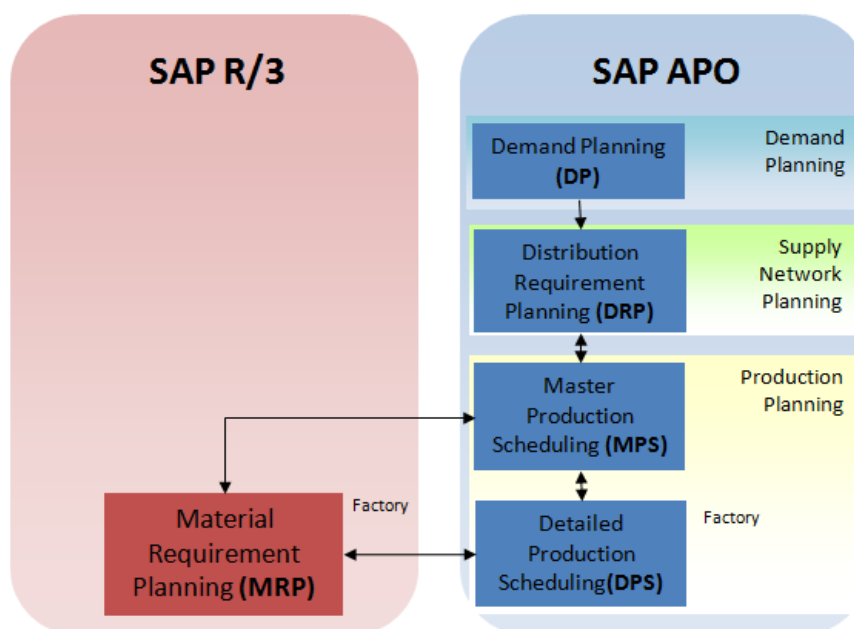 SAP R/3
SAP APO
Demand Planning
(DP)
Demand
Planning
Distribution
Requirement
Planning (DRP)
Supply
Network
Planning
Master
Production
Scheduling (MPS)
Production
Planning
Material
Requirement
Planning (MRP)
Factory
Detailed
Production
Scheduling(DPS)
Factory